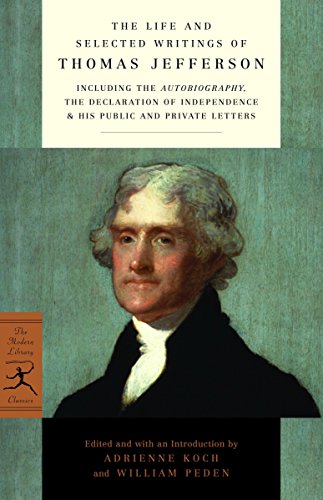 THE LIFE AND
SELECTED WRITINGS OF
THOMAS JEFFERSON
INCLUDING THE AUTOBIOGRAPHY,
THE DECLARATION OF INDEPENDENCE
& HIS PUBLIC AND PRIVATE LETTERS
The Modern
Library
Classics
Edited and with an Introduction by
ADRIENNE KOCH
and WILLIAM PEDEN